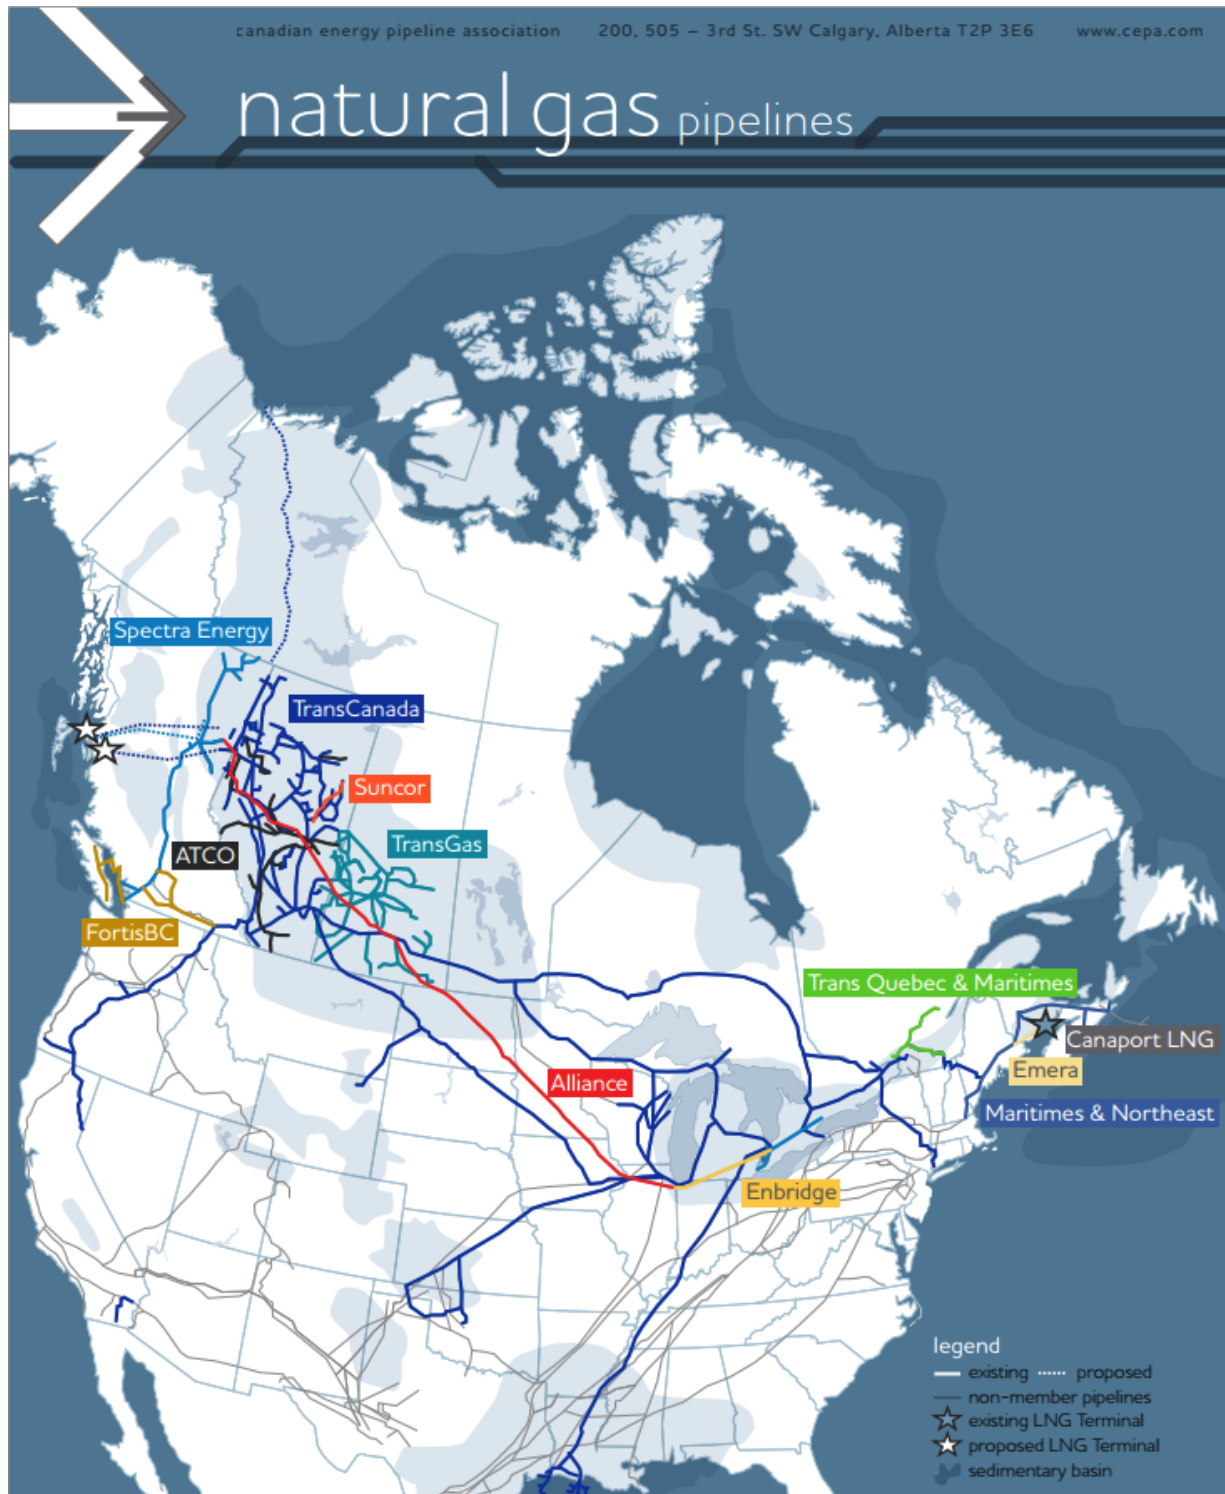 canadian energy pipeline association 200, 505 – 3rd St. SW Calgary, Alberta T2P 3E6 www.cepa.com
natural gas pipelines
Spectra Energy
TransCanada
Suncor
TransGas
ATCO
FortisBC
Trans Quebec & Maritimes
Canaport LNG
Emera
Alliance
Maritimes & Northeast
Enbridge
legend
existing proposed
non-member pipelines
existing LNG Terminal
proposed LNG Terminal
sedimentary basin